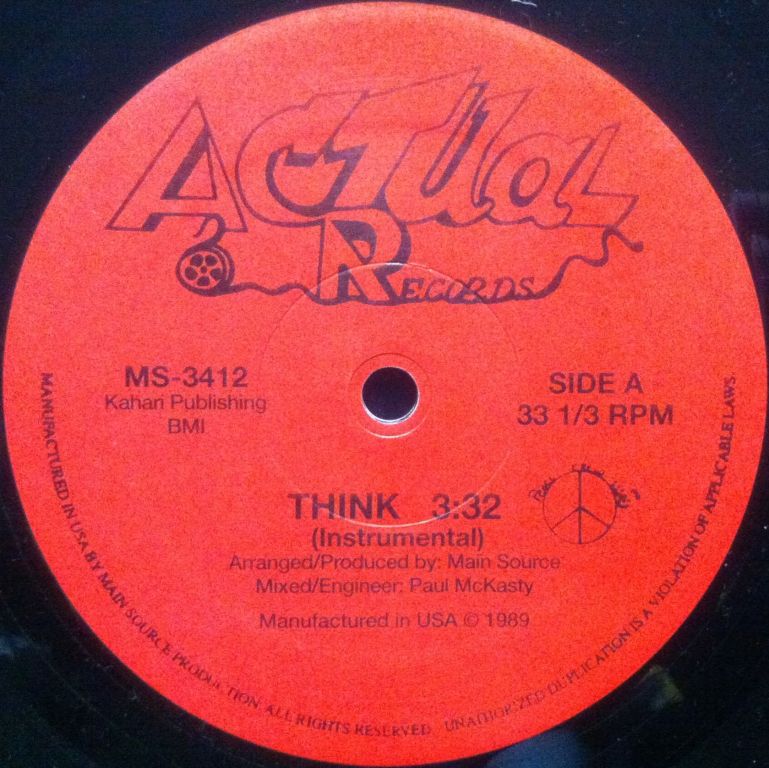 ACTUAL
RECORDS
MS-3412
Kahari Publishing
BMI
SIDE A
33 1/3 RPM
THINK 3:32
(Instrumental)
Arranged/Produced by: Main Source
Mixed/Engineer: Paul McKasty
Manufactured in USA © 1989
MANUFACTURED IN USA BY MAIN SOURCE PRODUCTION ALL RIGHTS RESERVED UNAUTHORIZED DUPLICATION IS A VIOLATION OF APPLICABLE LAWS